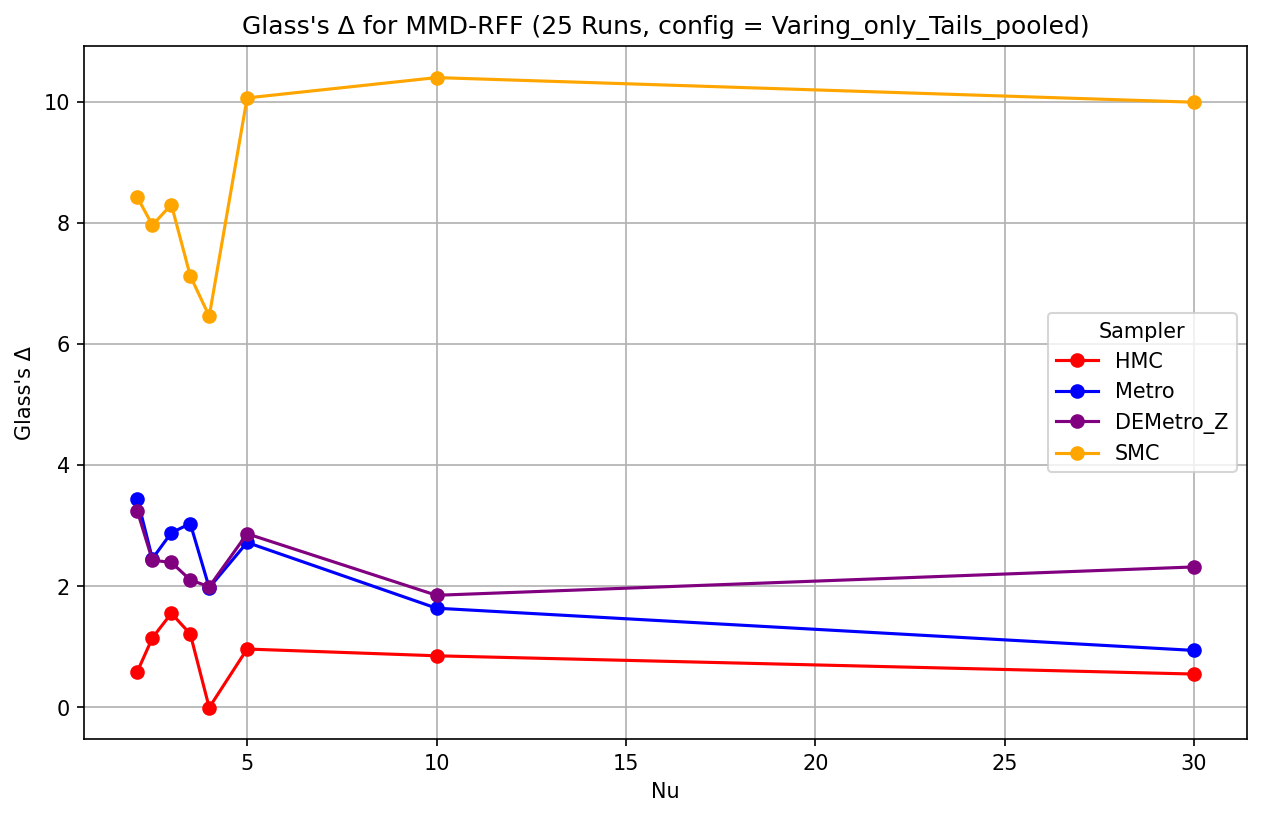 Glass's Δ for MMD-RFF (25 Runs, config = Varing_only_Tails_pooled)
Glass's Δ
10
8
6
4
2
0
Sampler
HMC
Metro
DEMetro_Z
SMC
5
10
15
20
25
30
Nu